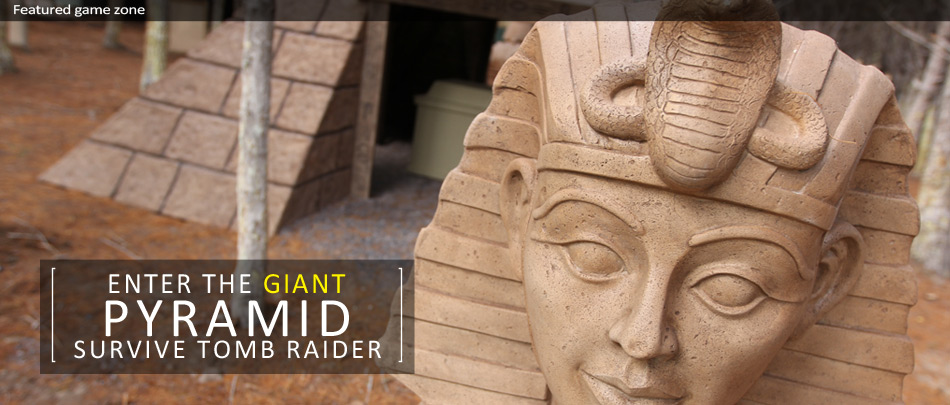 Featured game zone
ENTER THE GIANT
PYRAMID
SURVIVE TOMB RAIDER